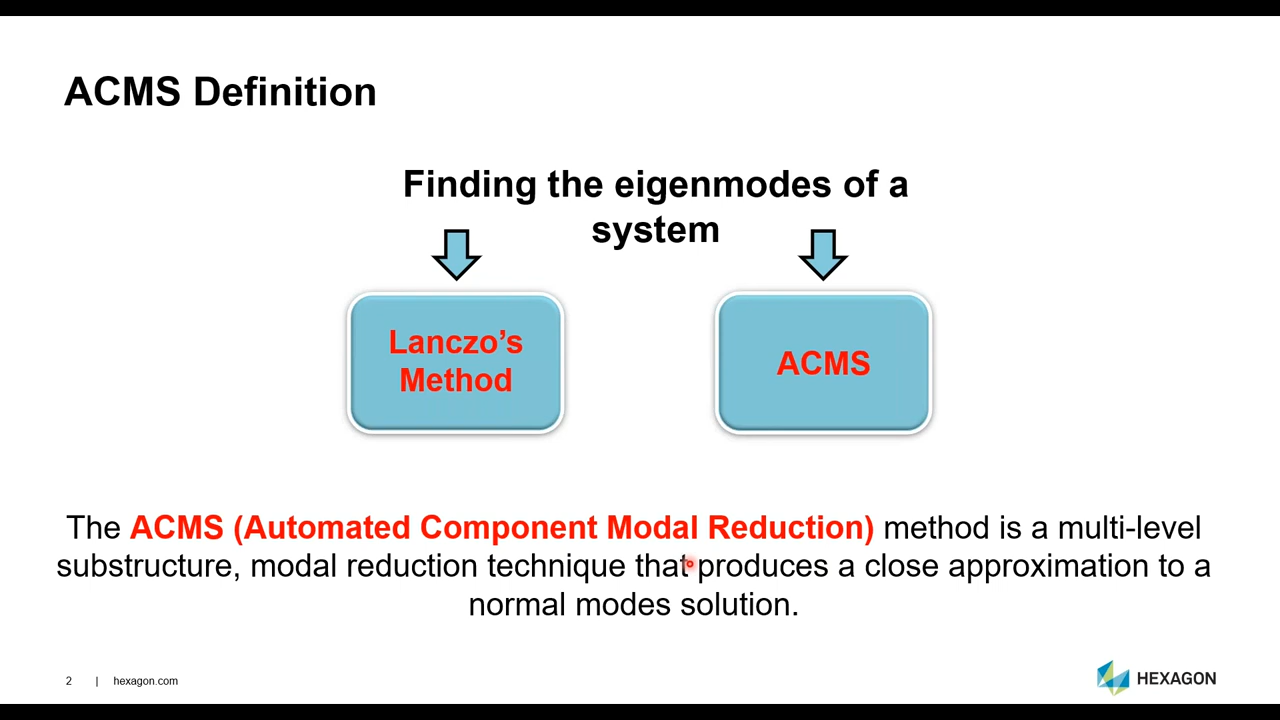 ACMS Definition
Finding the eigenmodes of a
system
Lanczo’s
Method
ACMS
The ACMS (Automated Component Modal Reduction) method is a multi-level
substructure, modal reduction technique that produces a close approximation to a
normal modes solution.
2 | hexagon.com
HEXAGON